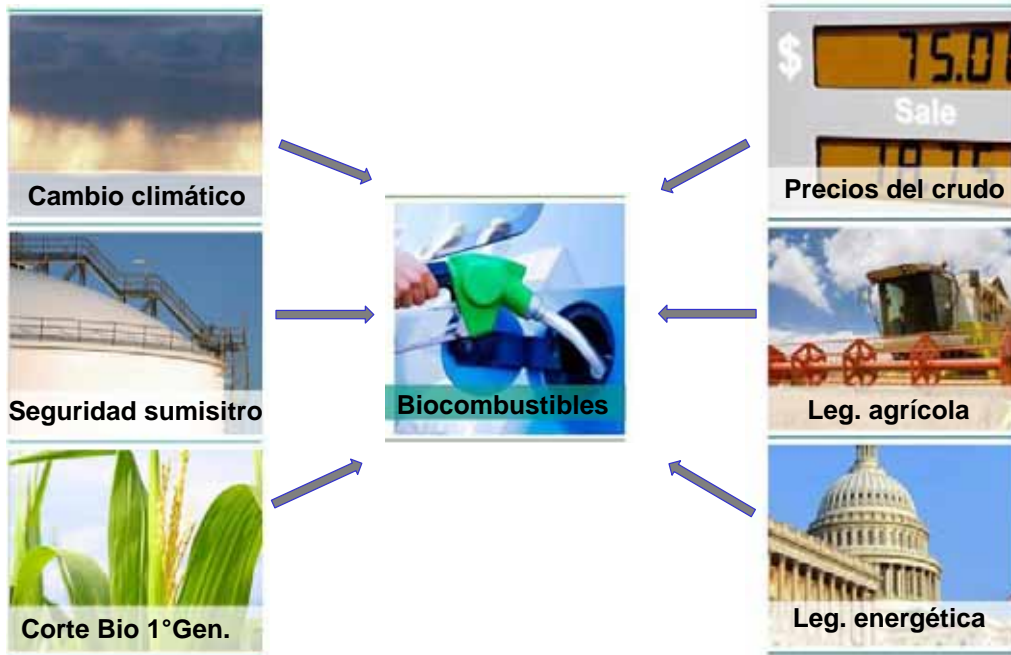 Cambio climático
Seguridad sumisitro
Corte Bio 1°Gen.
Biocombustibles
$ 75.0
Sale
Precios del crudo
Leg. agrícola
Leg. energética